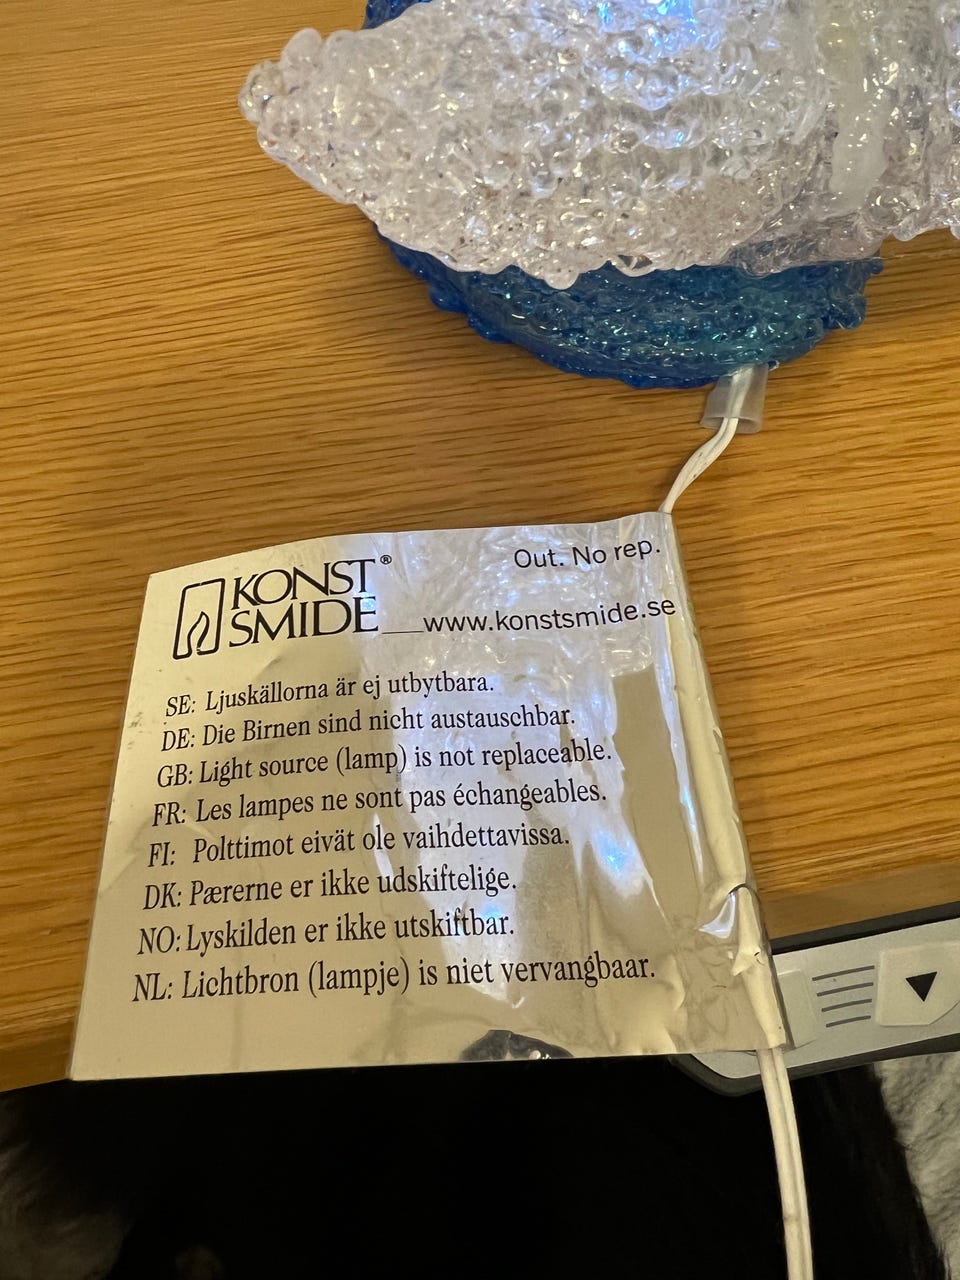 KONST®
SMIDE
Out. No rep.
www.konstsmide.se
SE: Ljuskällorna är ej utbytbara.
DE: Die Birnen sind nicht austauschbar.
GB: Light source (lamp) is not replaceable.
FR: Les lampes ne sont pas échangeables.
FI: Polttimot eivät ole vaihdettavissa.
DK: Pærerne er ikke udskiftelige.
NO: Lyskilden er ikke utskiftbar.
NL: Lichtbron (lampje) is niet vervangbaar.